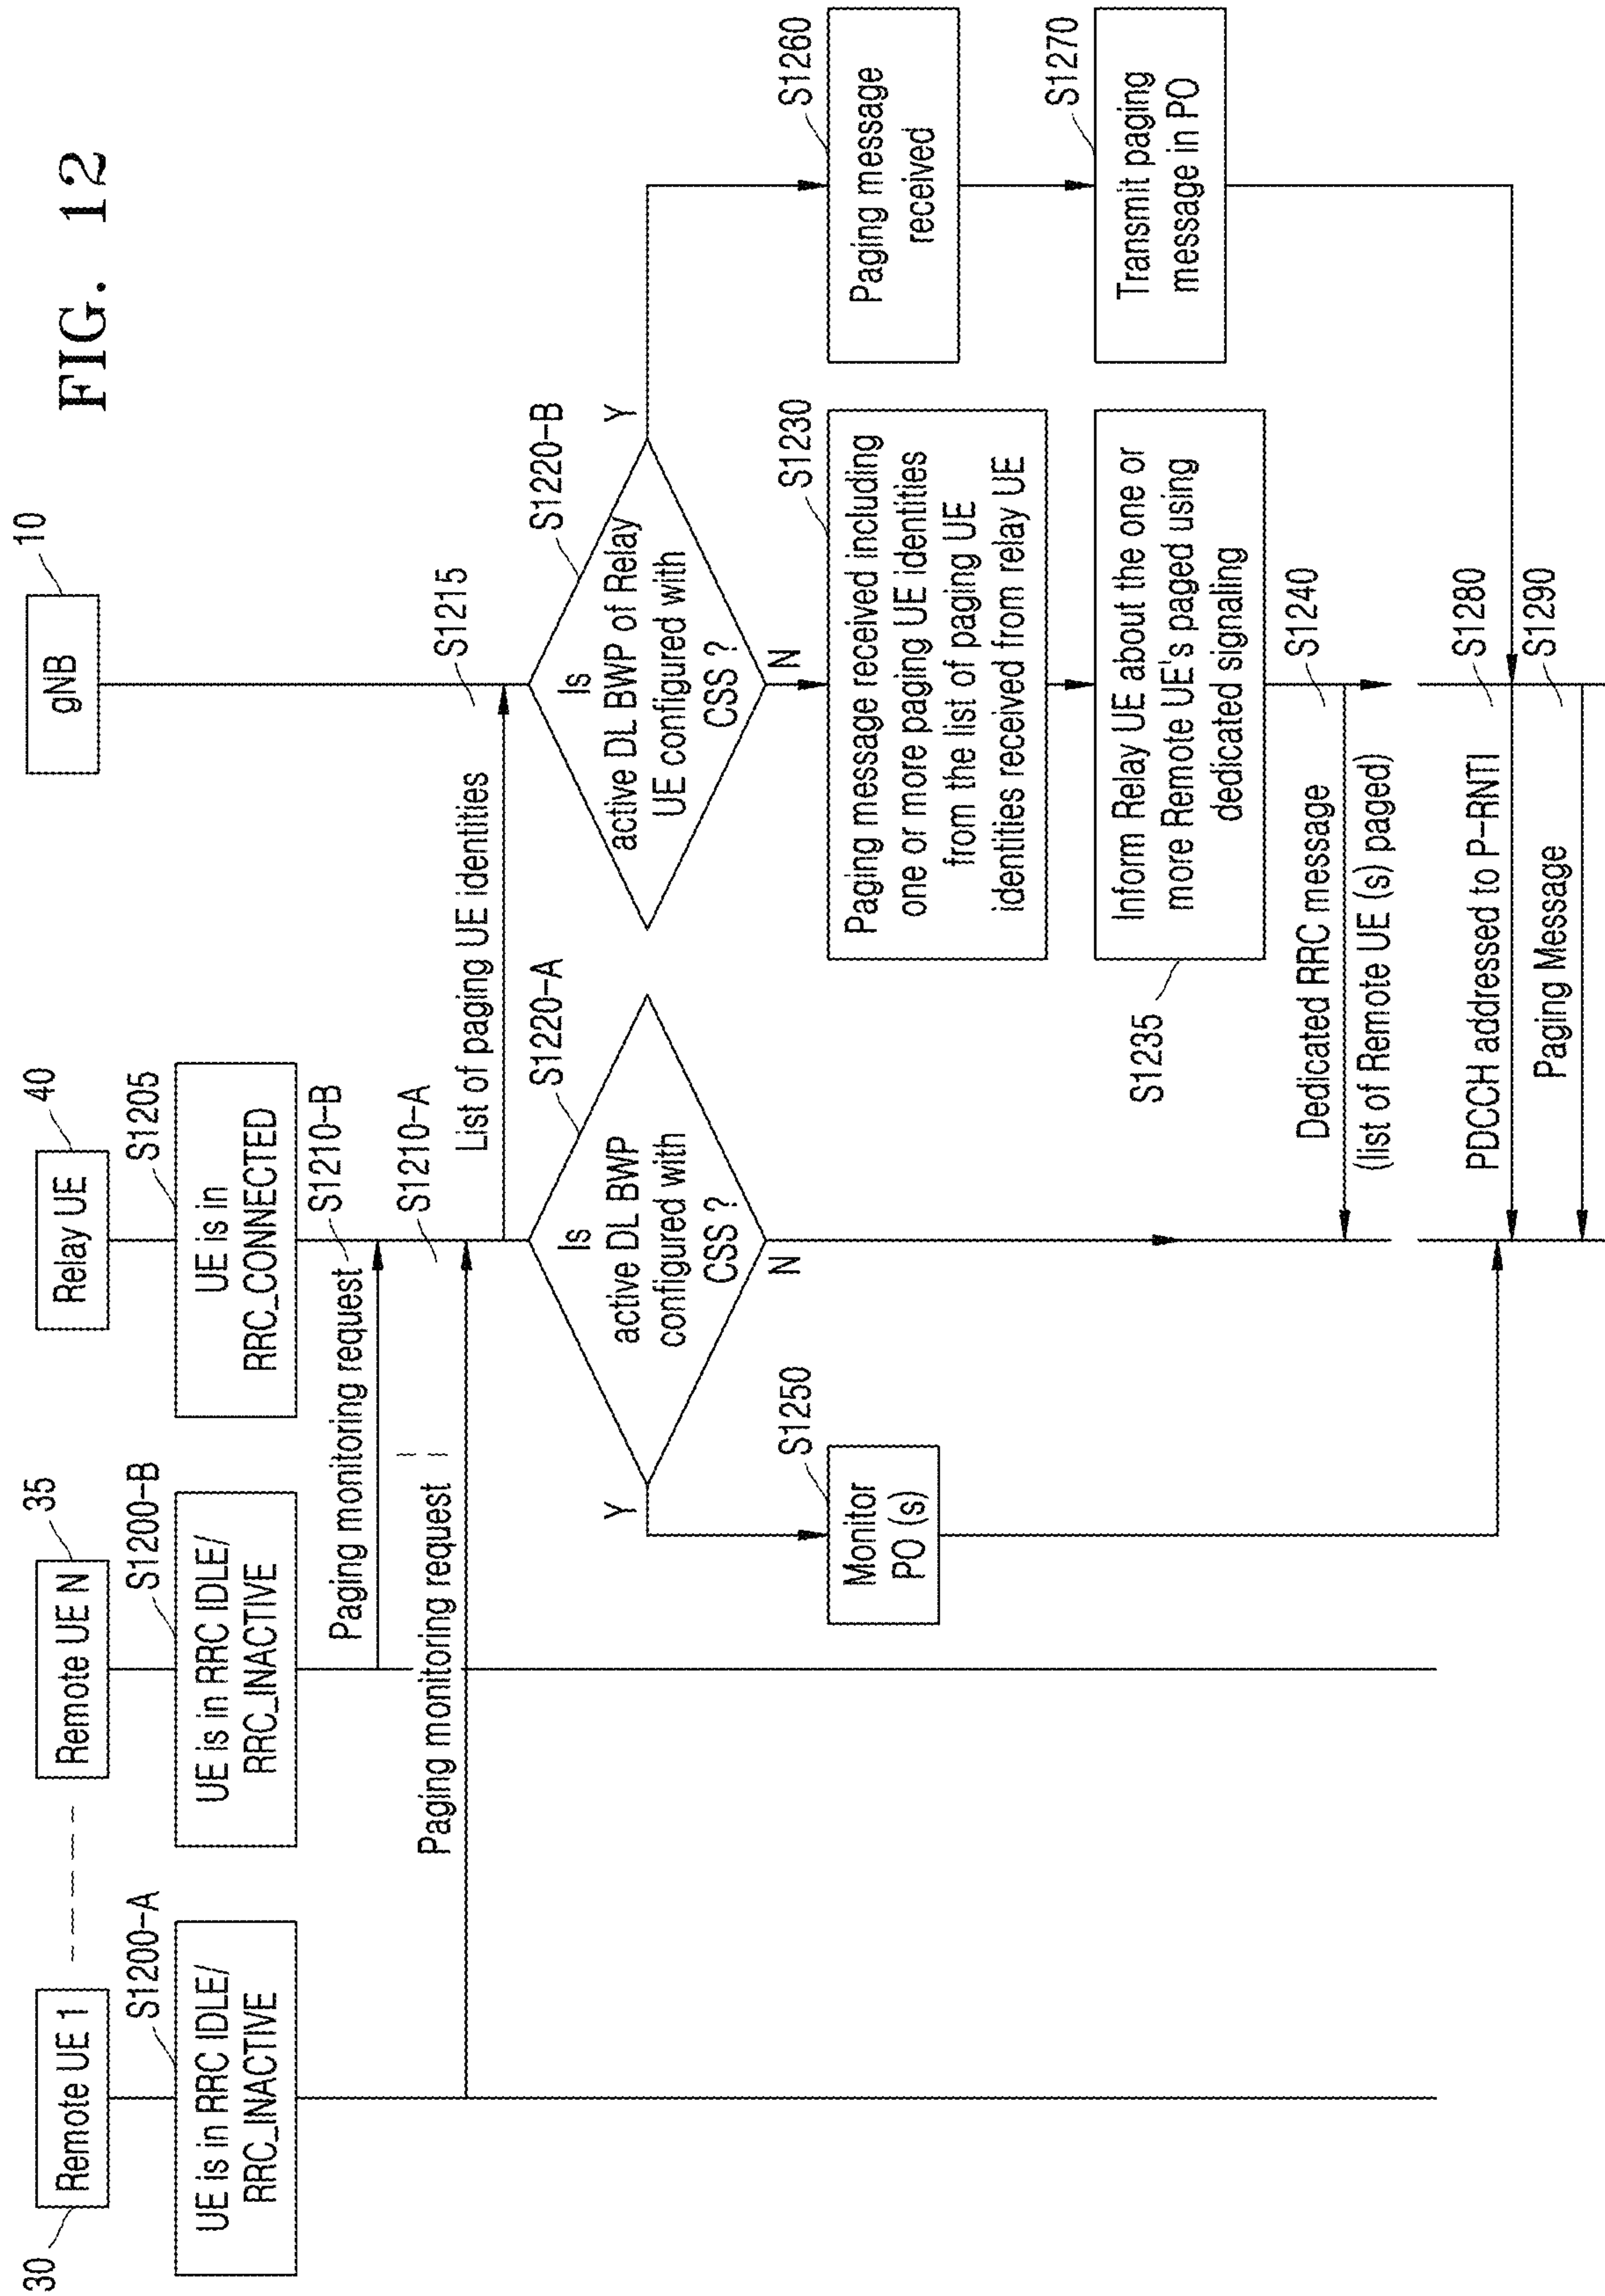 FIG. 12
30
Remote UE 1
Remote UE N
35
Relay UE
40
gNB
10
S1200-A
UE is in RRC IDLE/
RRC_INACTIVE
S1200-B
UE is in RRC IDLE/
RRC_INACTIVE
S1205
UE is in
RRC_CONNECTED
Paging monitoring request
S1210-B
Paging monitoring request
S1210-A
List of paging UE identities
S1215
S1220-A
Is
active DL BWP
configured with
CSS ?
Y
N
S1220-B
Is
active DL BWP of Relay
UE configured with
CSS ?
Y
N
S1250
Monitor
PO (s)
S1230
Paging message received including
one or more paging UE identities
from the list of paging UE
identities received from relay UE
S1260
Paging message
received
S1235
Inform Relay UE about the one or
more Remote UE's paged using
dedicated signaling
S1270
Transmit paging
message in PO
Dedicated RRC message
S1240
(list of Remote UE (s) paged)
PDCCH addressed to P-RNTI
S1280
Paging Message
S1290